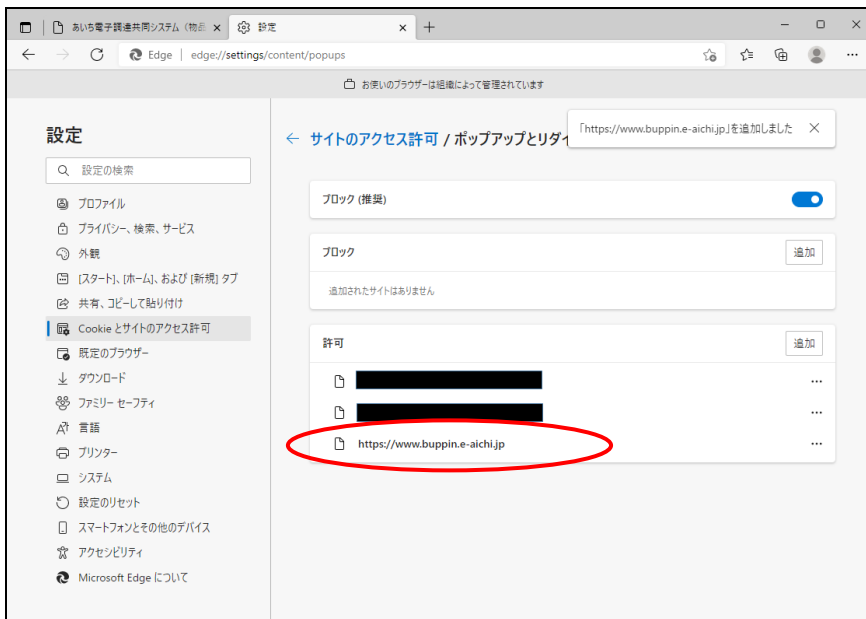 あいち電子調達共同システム（物品
設定
Edge
edge://settings/content/popups
お使いのブラウザーは組織によって管理されています
設定
設定の検索
プロファイル
プライバシー、検索、サービス
外観
[スタート]、[ホーム]、および [新規] タブ
共有、コピーして貼り付け
Cookie とサイトのアクセス許可
既定のブラウザー
ダウンロード
ファミリー セーフティ
言語
プリンター
システム
設定のリセット
スマートフォンとその他のデバイス
アクセシビリティ
Microsoft Edge について
サイトのアクセス許可 / ポップアップとリダイ
「https://www.buppin.e-aichi.jp」を追加しました
ブロック (推奨)
ブロック
追加
追加されたサイトはありません
許可
追加
https://www.buppin.e-aichi.jp